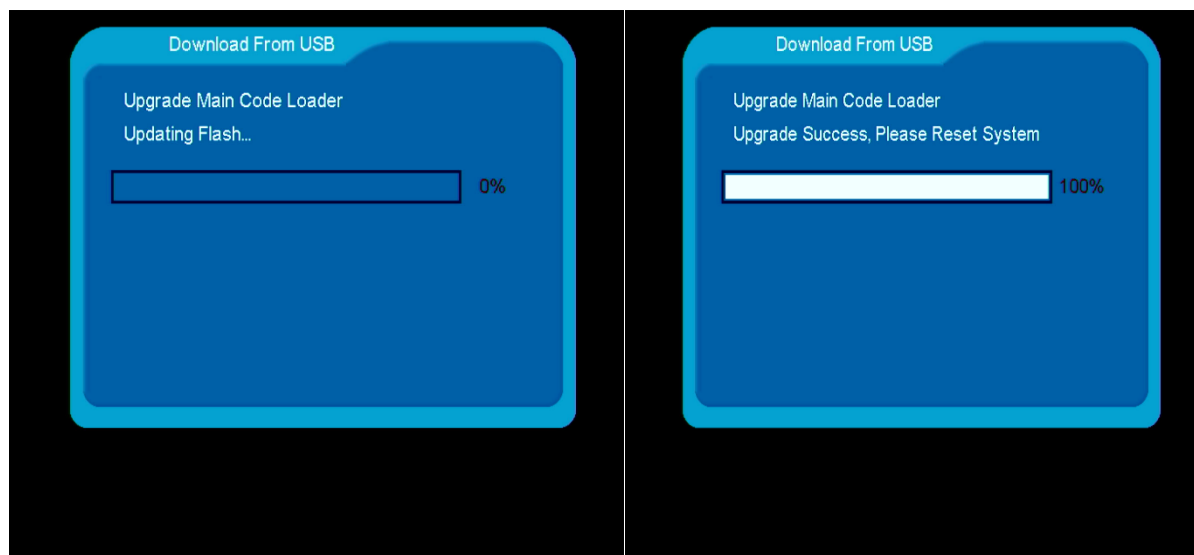 Download From USB
Upgrade Main Code Loader
Updating Flash...
0%
Download From USB
Upgrade Main Code Loader
Upgrade Success, Please Reset System
100%